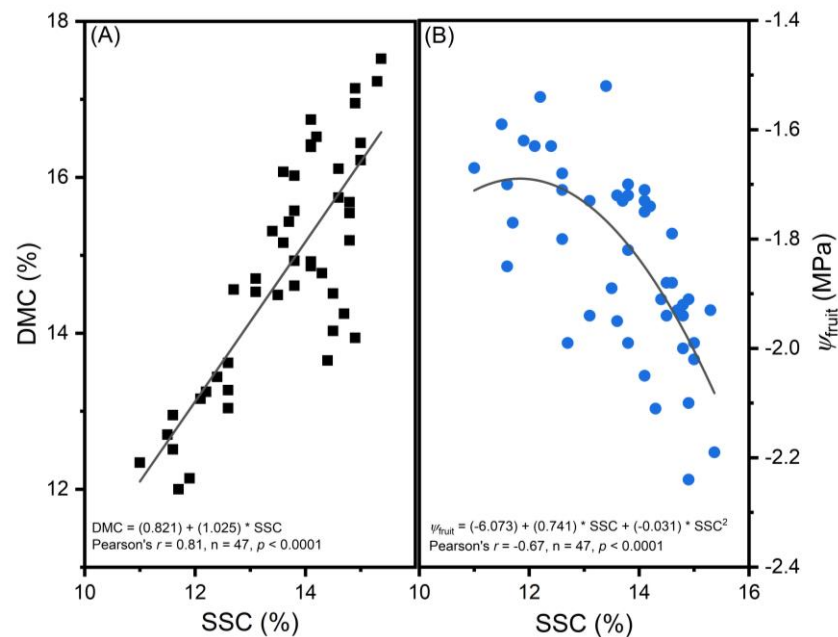 (A)
(B)
18
16
14
12
11
DMC (%)
DMC = (0.821) + (1.025) * SSC
Pearson's r = 0.81, n = 47, p < 0.0001
10 12 14
SSC (%)
-1.4
-1.6
-1.8
-2.0
-2.2
-2.4
ψfruit (MPa)
ψfruit = (-6.073) + (0.741) * SSC + (-0.031) * SSC²
Pearson's r = -0.67, n = 47, p < 0.0001
10 12 14 16
SSC (%)